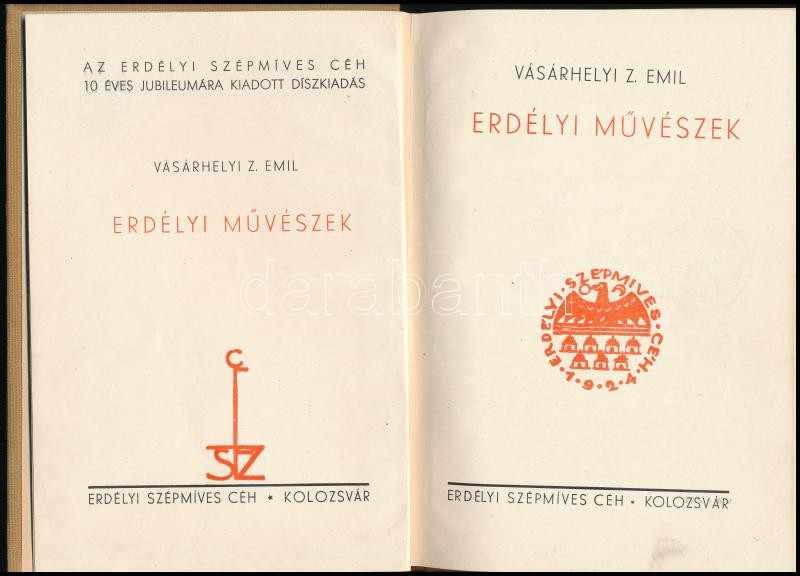 AZ ERDÉLYI SZÉPMÍVES CÉH
10 ÉVES JUBILEUMÁRA KIADOTT DÍSZKIADÁS
VÁSÁRHELYI Z. EMIL
ERDÉLYI MŰVÉSZEK
SZ
ERDÉLYI SZÉPMÍVES CÉH * KOLOZSVÁR
VÁSÁRHELYI Z. EMIL
ERDÉLYI MŰVÉSZEK
ERDÉLYI · SZÉPMIVES · CÉH · 1924
ERDÉLYI SZÉPMÍVES CÉH * KOLOZSVÁR
darabanth